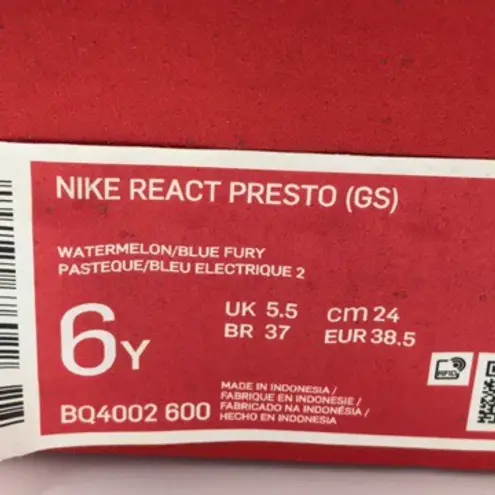 NIKE REACT PRESTO (GS)
WATERMELON/BLUE FURY
PASTEQUE/BLEU ELECTRIQUE 2
6Y
UK 5.5 cm 24
BR 37 EUR 38.5
BQ4002 600
MADE IN INDONESIA/
FABRIQUE EN INDONESIE/
FABRICADO NA INDONÉSIA/
HECHO EN INDONESIA
RFID